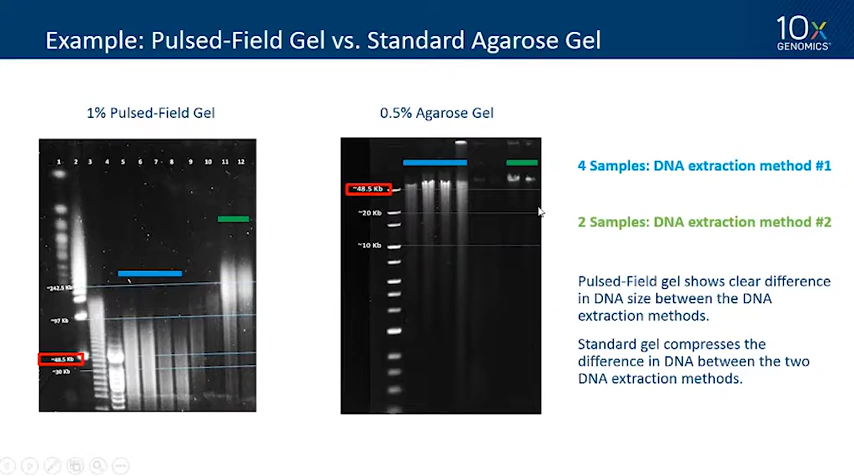 Example: Pulsed-Field Gel vs. Standard Agarose Gel
10x
GENOMICS
1% Pulsed-Field Gel
0.5% Agarose Gel
1 2 3 4 5 6 7 8 9 10 11 12
~242.5 Kb
~97 Kb
~48.5 Kb
~30 Kb
~48.5 Kb
~20 Kb
~10 Kb
4 Samples: DNA extraction method #1
2 Samples: DNA extraction method #2
Pulsed-Field gel shows clear difference
in DNA size between the DNA
extraction methods.
Standard gel compresses the
difference in DNA between the two
DNA extraction methods.